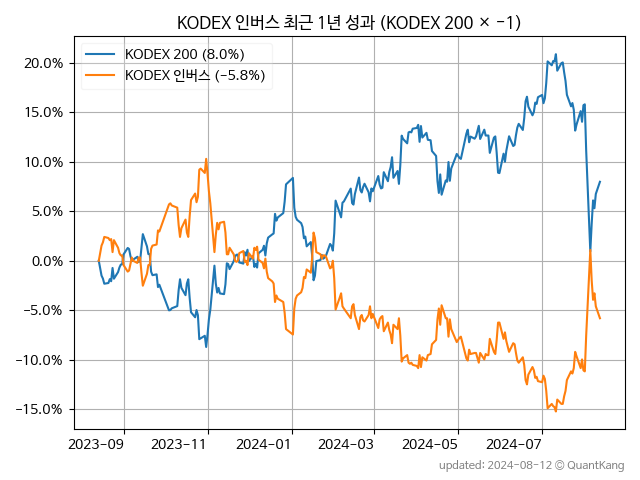 KODEX 인버스 최근 1년 성과 (KODEX 200 × -1)
KODEX 200 (8.0%)
KODEX 인버스 (-5.8%)
20.0%
15.0%
10.0%
5.0%
0.0%
-5.0%
-10.0%
-15.0%
2023-09 2023-11 2024-01 2024-03 2024-05 2024-07
updated: 2024-08-12 © QuantKang